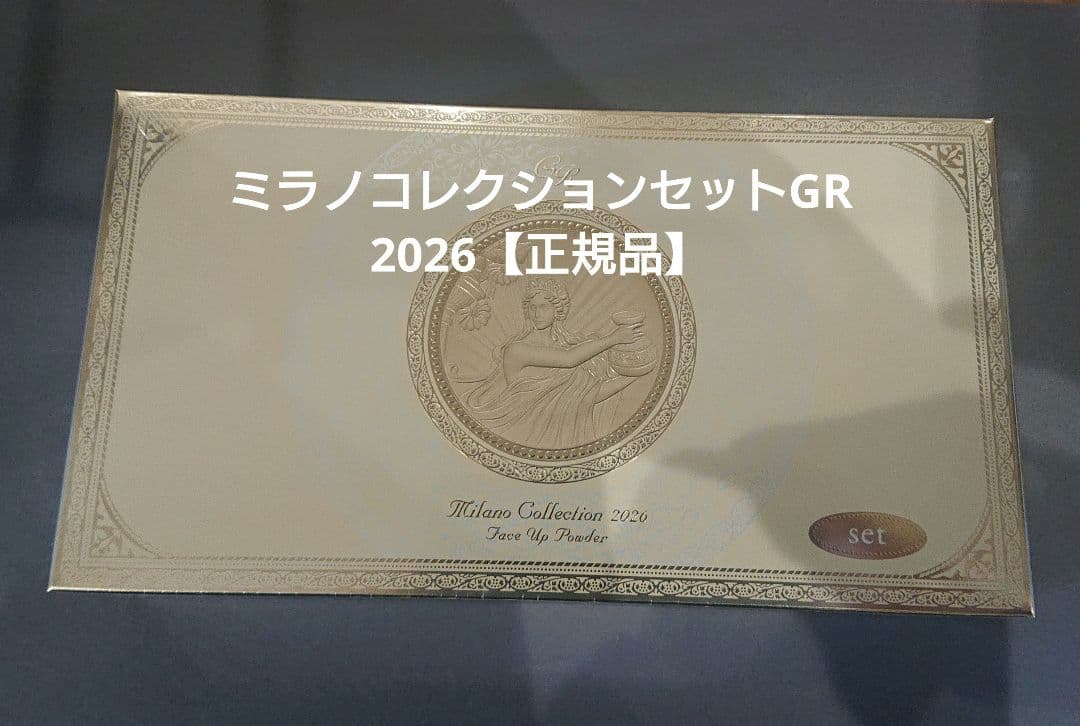 GR
ミラノコレクションセットGR
2026【正規品】
Milano Collection 2026
Face Up Powder
set